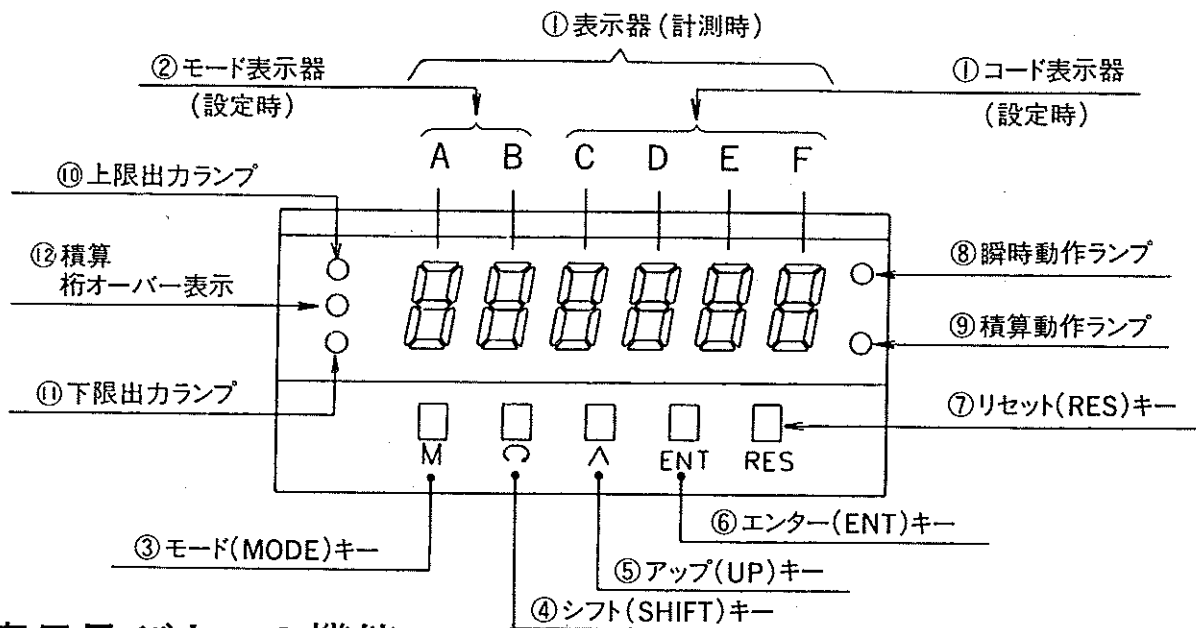 ①表示器(計測時)
②モード表示器
(設定時)
①コード表示器
(設定時)
A B C D E F
⑩上限出力ランプ
⑫積算
桁オーバー表示
⑪下限出力ランプ
⑧瞬時動作ランプ
⑨積算動作ランプ
⑦リセット(RES)キー
M ENT RES
⑥エンター(ENT)キー
③モード(MODE)キー
⑤アップ(UP)キー
④シフト(SHIFT)キー